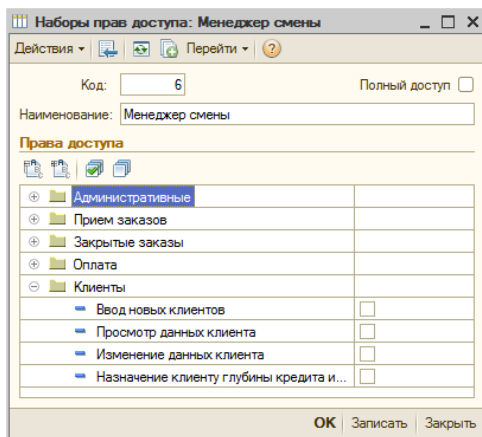 Наборы прав доступа: Менеджер смены
Действия Перейти
Код: 6 Полный доступ
Наименование: Менеджер смены
Права доступа
Административные
Прием заказов
Закрытые заказы
Оплата
Клиенты
Ввод новых клиентов
Просмотр данных клиента
Изменение данных клиента
Назначение клиенту глубины кредита и...
OK Записать Закрыть